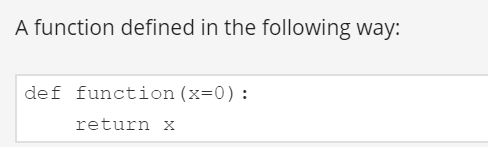 A function defined in the following way:
def function(x=0):
    return x